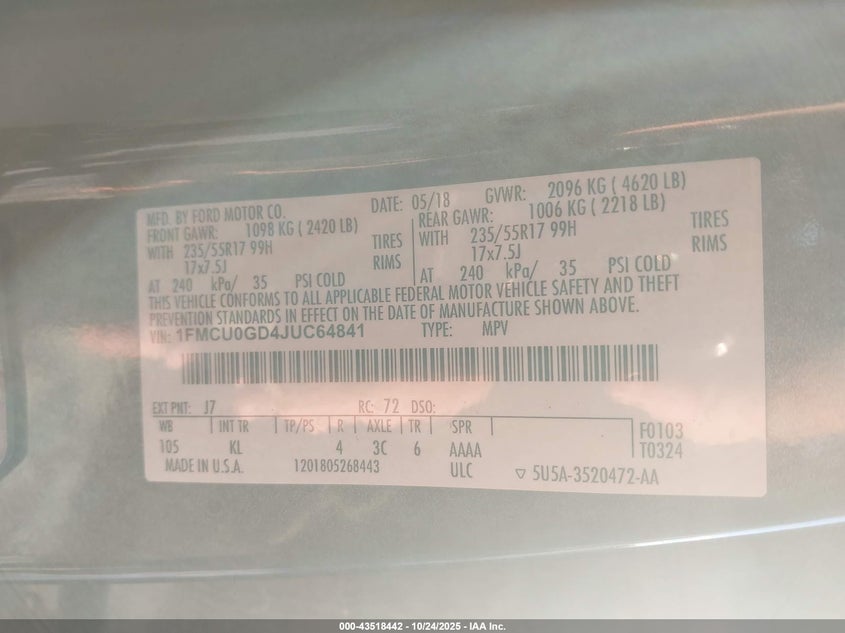 MFD. BY FORD MOTOR CO.
DATE: 05/18 GVWR: 2096 KG ( 4620 LB)
FRONT GAWR: 1098 KG ( 2420 LB)
WITH 235/55R17 99H TIRES
17x7.5J RIMS
AT 240 kPa/ 35 PSI COLD
REAR GAWR: 1006 KG ( 2218 LB)
WITH 235/55R17 99H TIRES
17x7.5J RIMS
AT 240 kPa/ 35 PSI COLD
THIS VEHICLE CONFORMS TO ALL APPLICABLE FEDERAL MOTOR VEHICLE SAFETY AND THEFT
PREVENTION STANDARDS IN EFFECT ON THE DATE OF MANUFACTURE SHOWN ABOVE.
VIN: 1FMCU0GD4JUC64841 TYPE: MPV
EXT PNT: J7 RC: 72 DSO:
WB INT TR TP/PS R AXLE TR SPR
105 KL 4 3C 6 AAAA
F0103
T0324
MADE IN U.S.A. 1201805268443 ULC ▽ 5U5A-3520472-AA
000-43518442 - 10/24/2025 - IAA Inc.